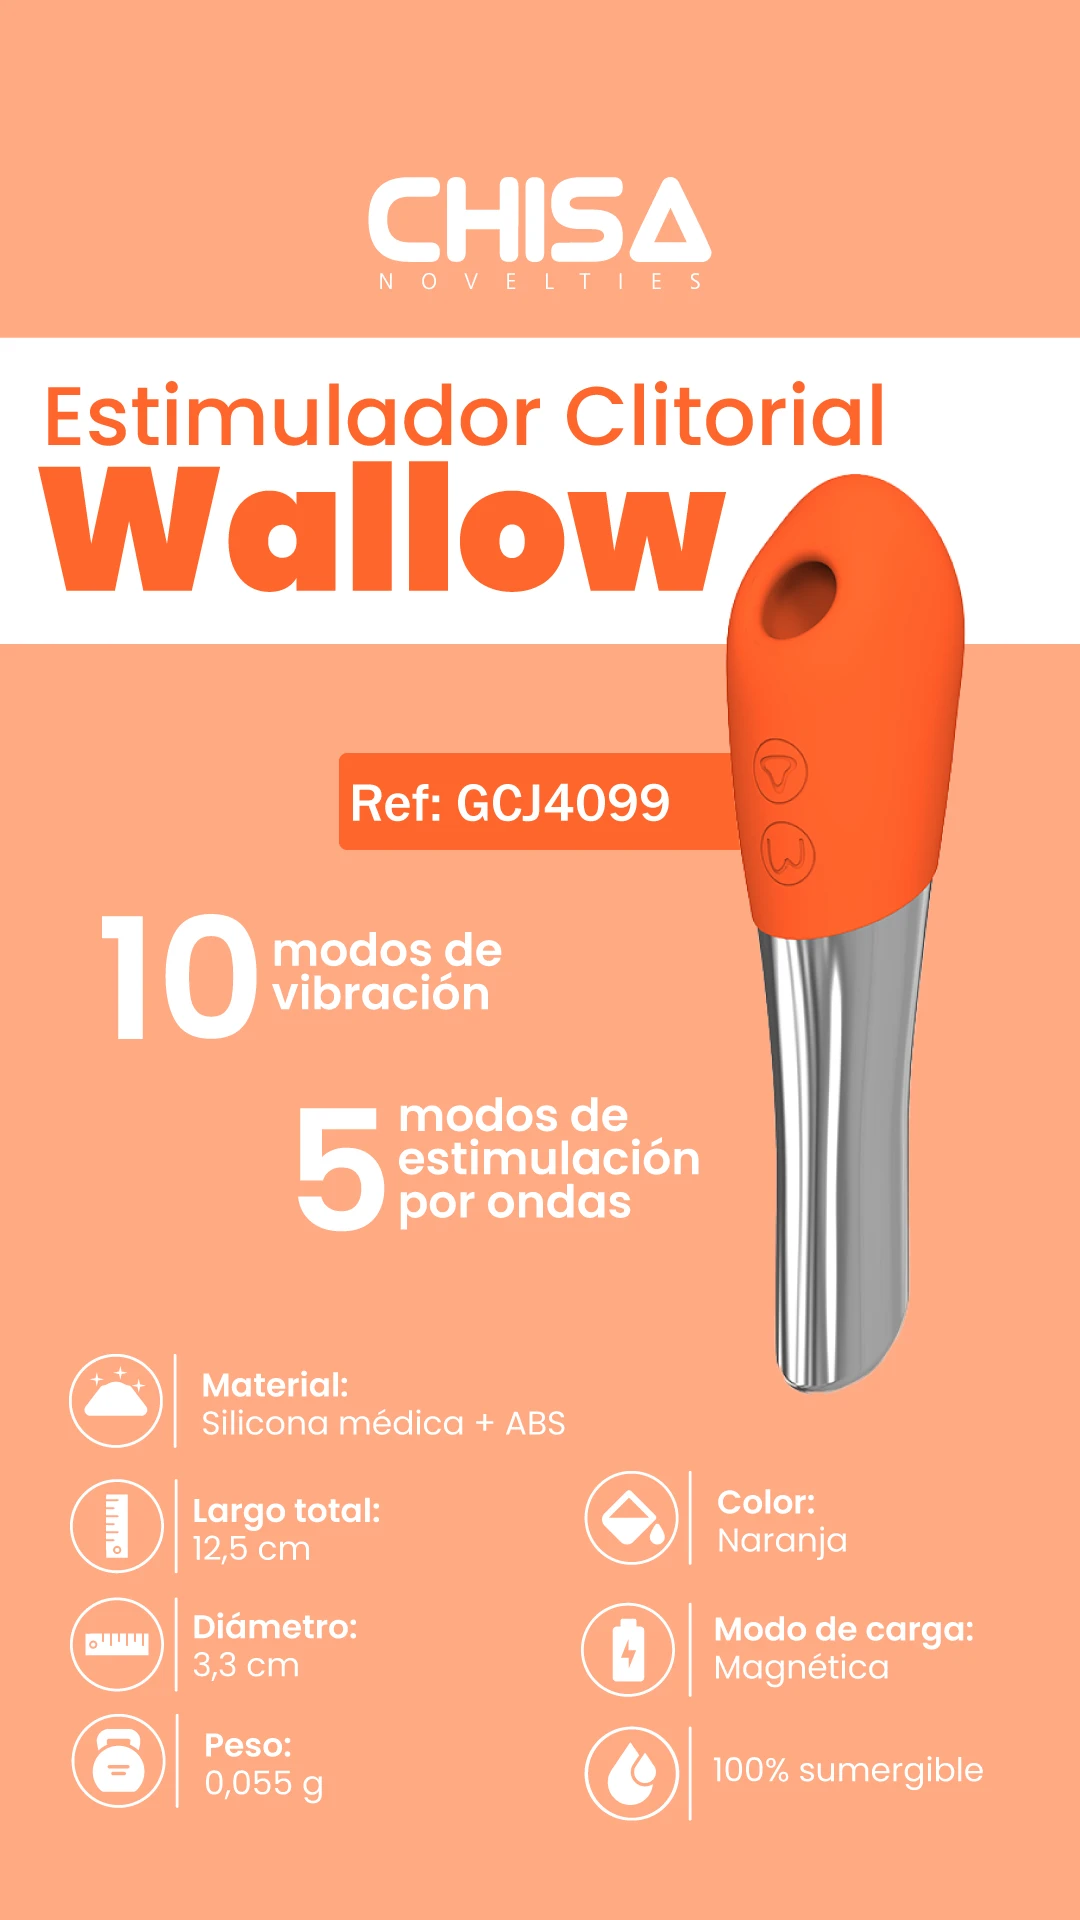 CHISA
NOVELTIES
Estimulador Clitorial
Wallow
Ref: GCJ4099
10 modos de
vibración
5 modos de
estimulación
por ondas
Material:
Silicona médica + ABS
Largo total:
12,5 cm
Diámetro:
3,3 cm
Peso:
0,055 g
Color:
Naranja
Modo de carga:
Magnética
100% sumergible